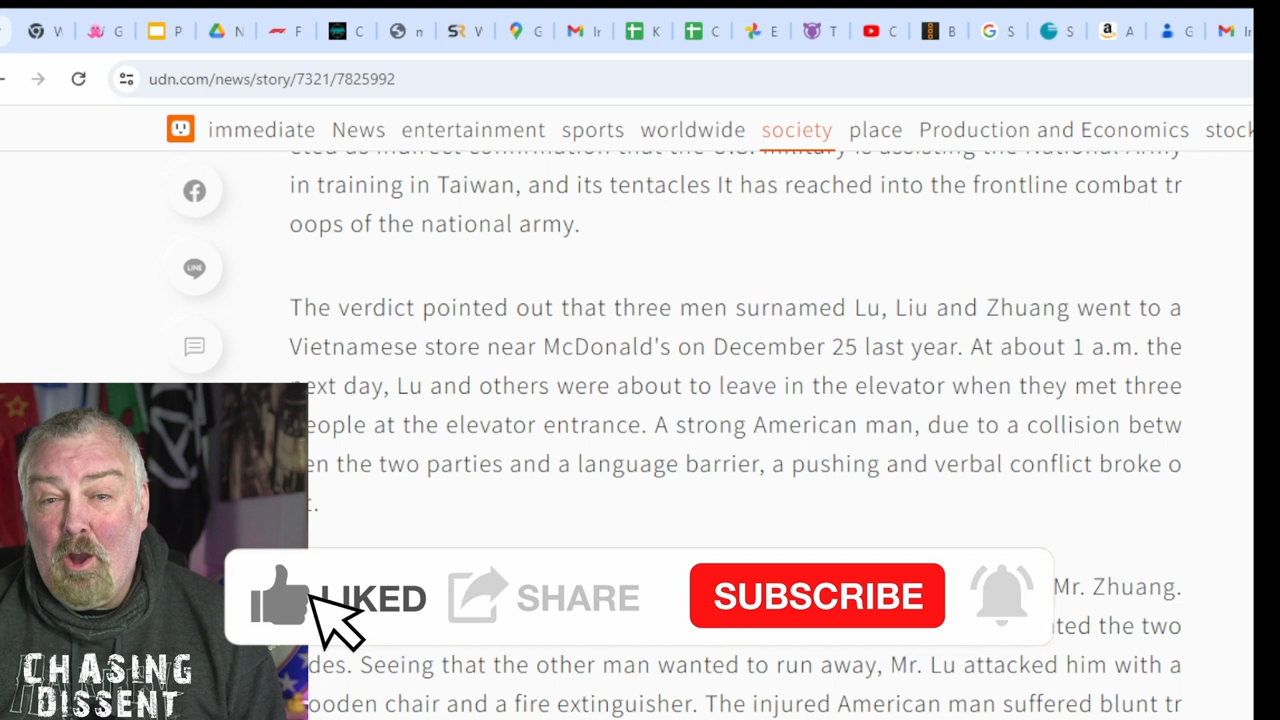 W G P N F C n V G Ir K C E T C B S S A G Ir
udn.com/news/story/7321/7825992
immediate News entertainment sports worldwide society place Production and Economics stock
in training in Taiwan, and its tentacles It has reached into the frontline combat tr
oops of the national army.
LINE
The verdict pointed out that three men surnamed Lu, Liu and Zhuang went to a
Vietnamese store near McDonald's on December 25 last year. At about 1 a.m. the
next day, Lu and others were about to leave in the elevator when they met three
people at the elevator entrance. A strong American man, due to a collision betw
en the two parties and a language barrier, a pushing and verbal conflict broke o
t.
Mr. Zhuang.
LIKED SHARE SUBSCRIBE
ted the two
des. Seeing that the other man wanted to run away, Mr. Lu attacked him with a
ooden chair and a fire extinguisher. The injured American man suffered blunt tr
CHASING
DISSENT